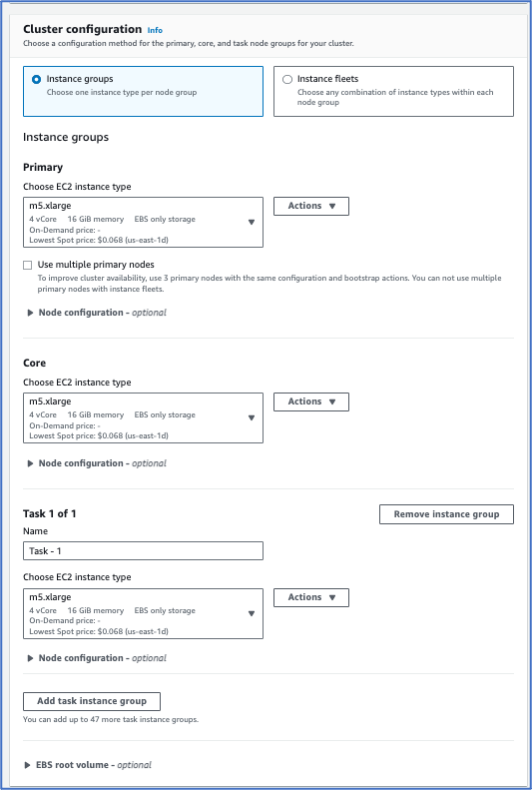 Cluster configuration Info
Choose a configuration method for the primary, core, and task node groups for your cluster.
Instance groups
Choose one instance type per node group
Instance fleets
Choose any combination of instance types within each
node group
Instance groups
Primary
Choose EC2 instance type
m5.xlarge
4 vCore 16 GiB memory EBS only storage
On-Demand price: -
Lowest Spot price: $0.068 (us-east-1d)
Actions
Use multiple primary nodes
To improve cluster availability, use 3 primary nodes with the same configuration and bootstrap actions. You can not use multiple
primary nodes with instance fleets.
Node configuration - optional
Core
Choose EC2 instance type
m5.xlarge
4 vCore 16 GiB memory EBS only storage
On-Demand price: -
Lowest Spot price: $0.068 (us-east-1d)
Actions
Node configuration - optional
Task 1 of 1
Remove instance group
Name
Task - 1
Choose EC2 instance type
m5.xlarge
4 vCore 16 GiB memory EBS only storage
On-Demand price: -
Lowest Spot price: $0.068 (us-east-1d)
Actions
Node configuration - optional
Add task instance group
You can add up to 47 more task instance groups.
EBS root volume - optional